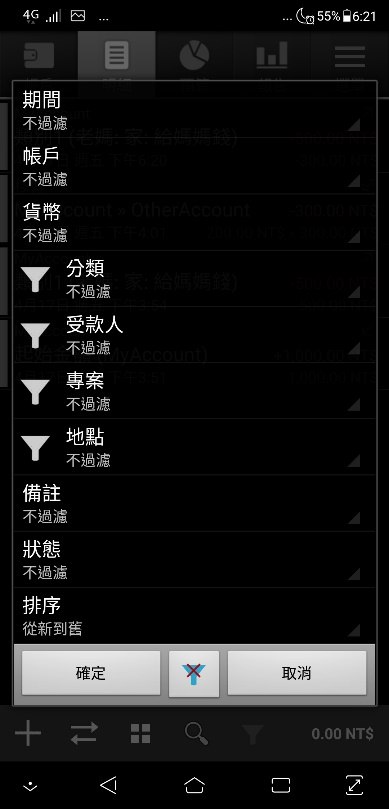 4G ... ... 55% 6:21
期間
不過濾
帳戶
不過濾
貨幣
不過濾
分類
不過濾
受款人
不過濾
專案
不過濾
地點
不過濾
備註
不過濾
狀態
不過濾
排序
從新到舊
確定 取消
0.00 NT$